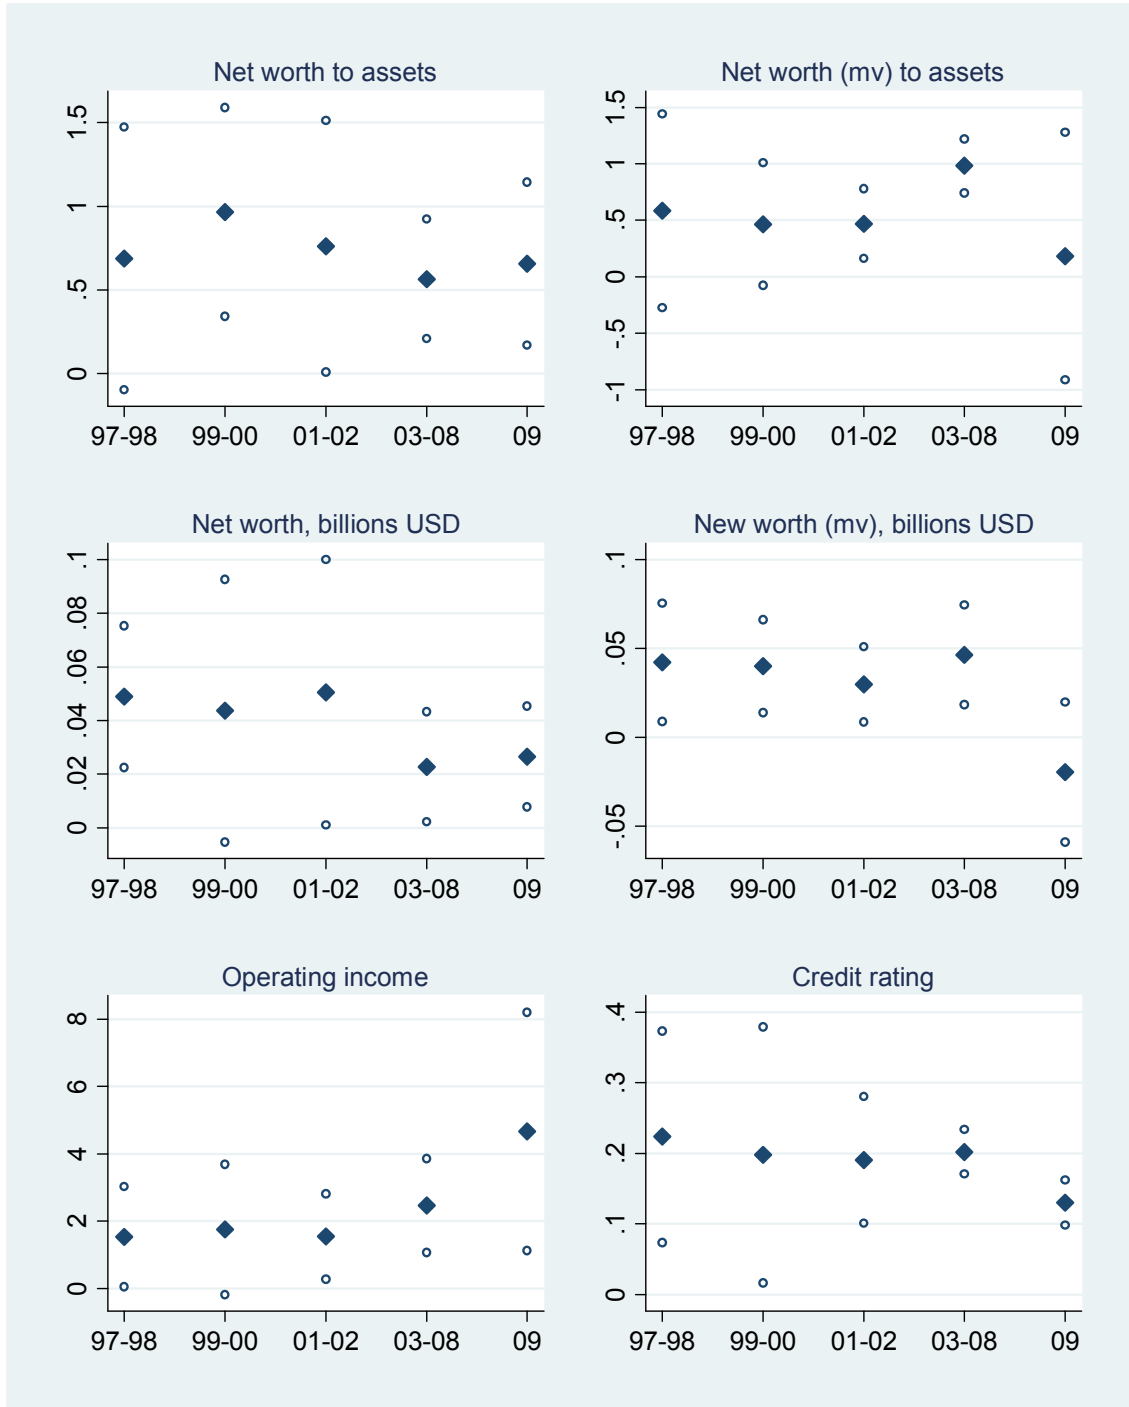 Net worth to assets
1.5
1
.5
0
97-98 99-00 01-02 03-08 09
Net worth (mv) to assets
1.5
1
.5
0
-.5
-1
97-98 99-00 01-02 03-08 09
Net worth, billions USD
.1
.08
.06
.04
.02
0
97-98 99-00 01-02 03-08 09
New worth (mv), billions USD
.1
.05
0
-.05
97-98 99-00 01-02 03-08 09
Operating income
8
6
4
2
0
97-98 99-00 01-02 03-08 09
Credit rating
.4
.3
.2
.1
0
97-98 99-00 01-02 03-08 09